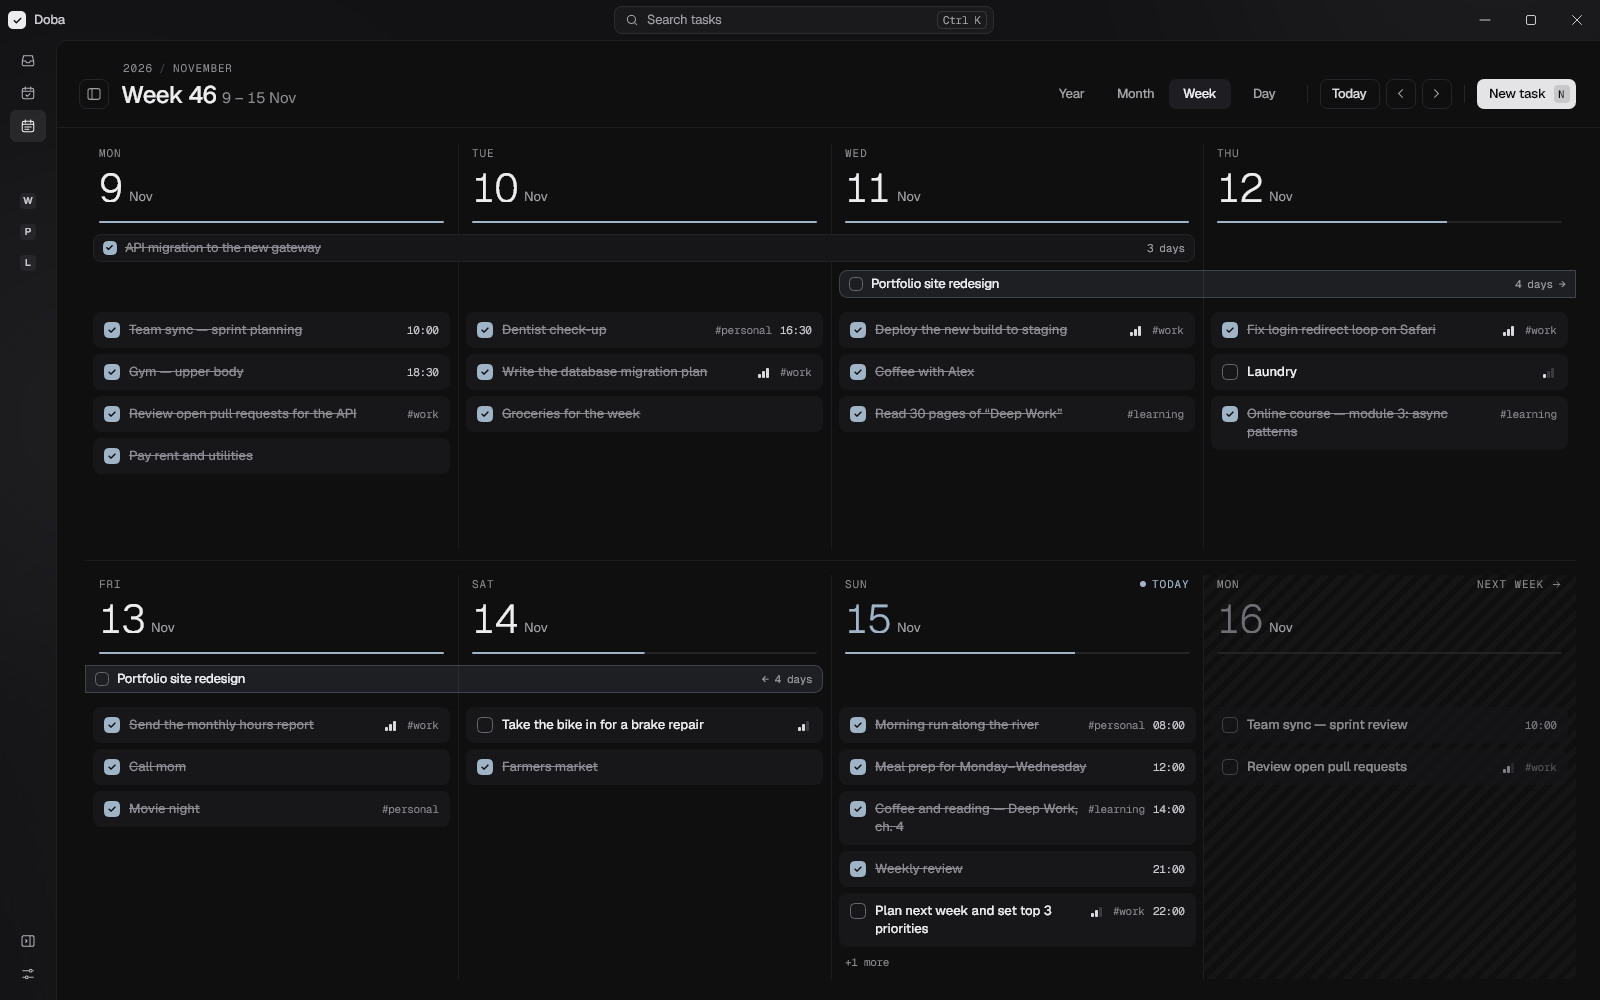 Doba
Search tasks
Ctrl K
2026 / NOVEMBER
Week 46 9 – 15 Nov
Year
Month
Week
Day
Today
New task N
W
P
L
MON
9 Nov
TUE
10 Nov
WED
11 Nov
THU
12 Nov
API migration to the new gateway 3 days
Portfolio site redesign 4 days →
Team sync — sprint planning 10:00
Gym — upper body 18:30
Review open pull requests for the API #work
Pay rent and utilities
Dentist check-up #personal 16:30
Write the database migration plan #work
Groceries for the week
Deploy the new build to staging #work
Coffee with Alex
Read 30 pages of “Deep Work” #learning
Fix login redirect loop on Safari #work
Laundry
Online course — module 3: async #learning
patterns
FRI
13 Nov
SAT
14 Nov
SUN TODAY
15 Nov
MON NEXT WEEK →
16 Nov
Portfolio site redesign ← 4 days
Send the monthly hours report #work
Call mom
Movie night #personal
Take the bike in for a brake repair
Farmers market
Morning run along the river #personal 08:00
Meal prep for Monday–Wednesday 12:00
Coffee and reading — Deep Work, #learning 14:00
ch. 4
Weekly review 21:00
Plan next week and set top 3 #work 22:00
priorities
+1 more
Team sync — sprint review 10:00
Review open pull requests #work